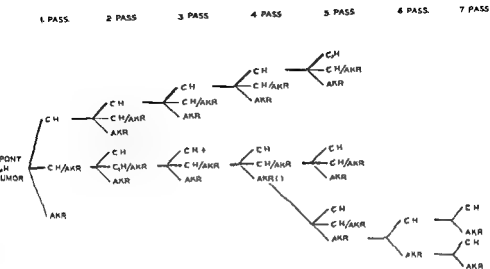 1. PASS. 2 PASS 3 PASS 4 PASS 5 PASS. 6 PASS 7 PASS
CH
CH CH/AKR
CH CH/AKR AKR
CH CH/AKR AKR
CH CH/AKR AKR
AKR
PONT CH CH + CH CH
CH/AKR CH/AKR CH/AKR CH/AKR CH/AKR
UMOR AKR AKR AKR( ) AKR
AKR
CH CH
CH/AKR CH AKR
AKR CH
AKR AKR